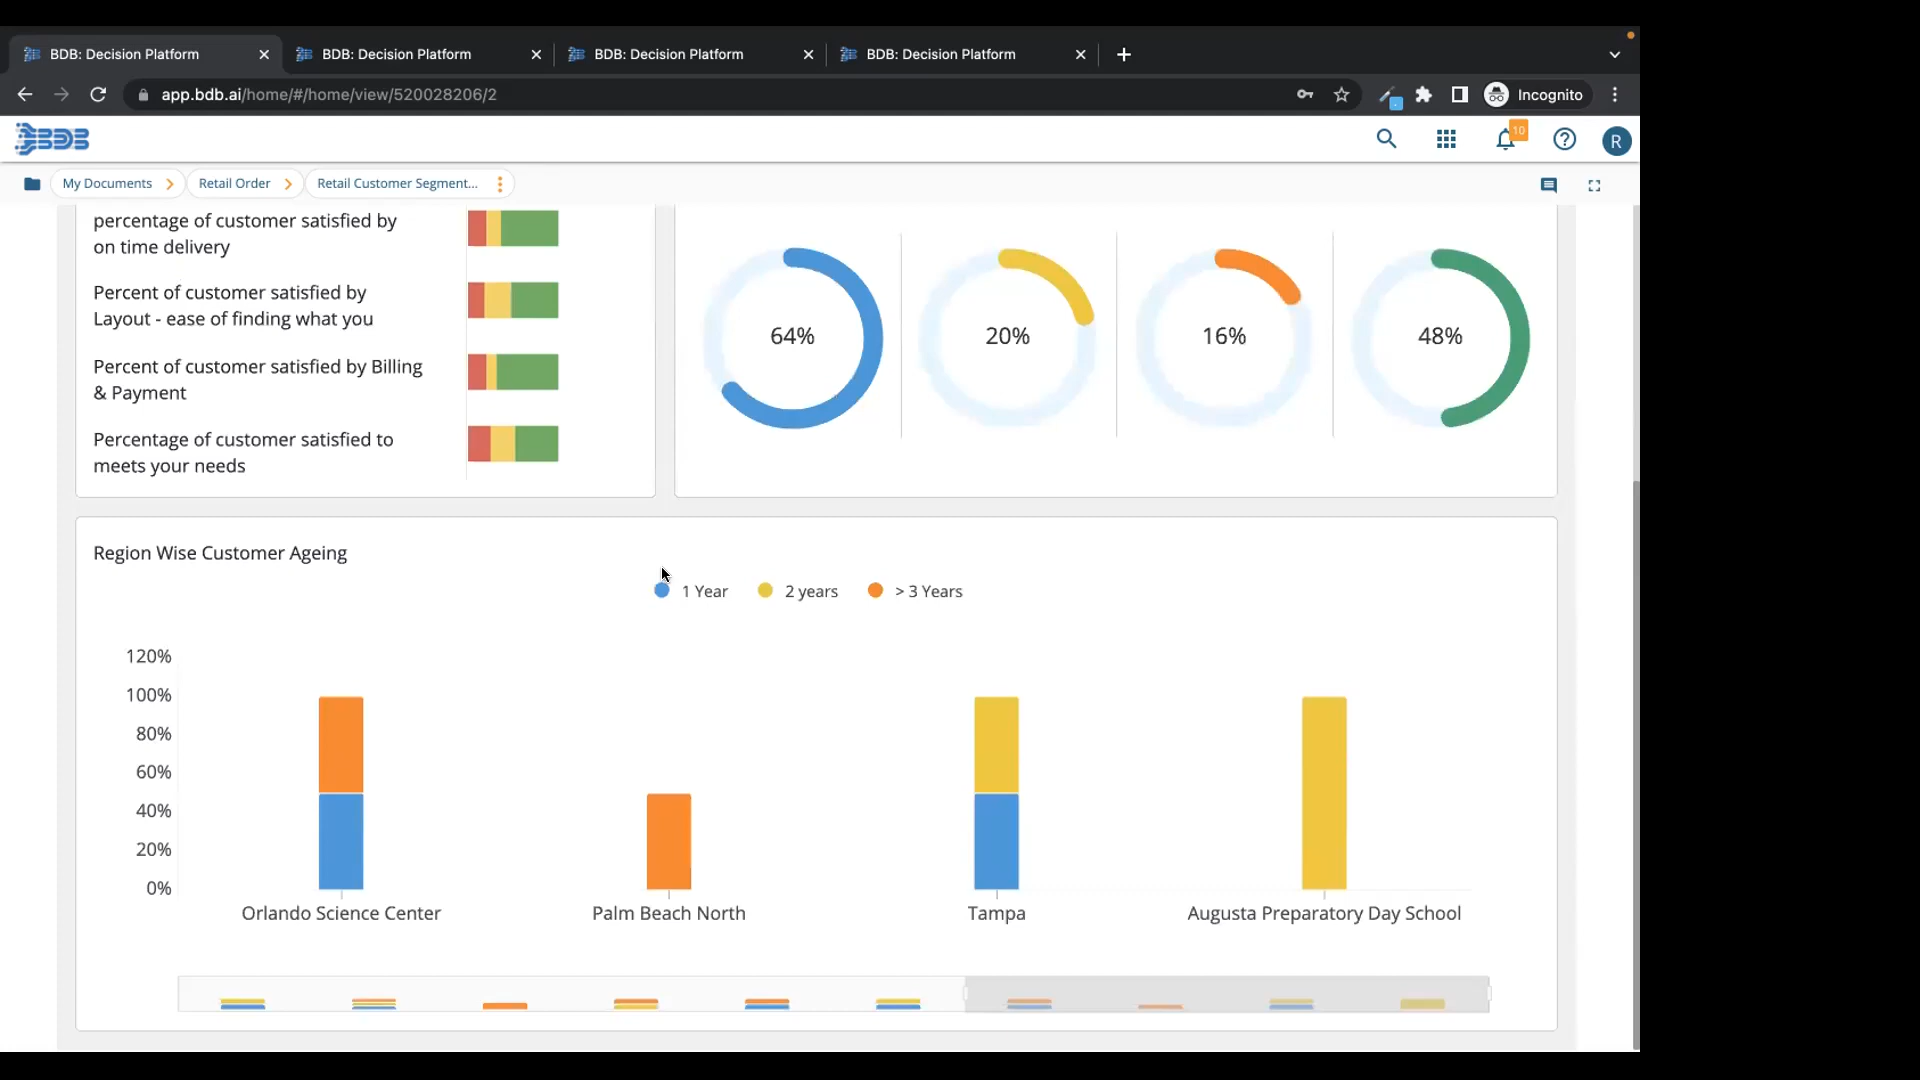 BDB: Decision Platform
BDB: Decision Platform
BDB: Decision Platform
BDB: Decision Platform
app.bdb.ai/home/#/home/view/520028206/2
Incognito
BDB
10
R
My Documents
Retail Order
Retail Customer Segment...
percentage of customer satisfied by
on time delivery
Percent of customer satisfied by
Layout - ease of finding what you
Percent of customer satisfied by Billing
& Payment
Percentage of customer satisfied to
meets your needs
64%
20%
16%
48%
Region Wise Customer Ageing
1 Year
2 years
> 3 Years
120%
100%
80%
60%
40%
20%
0%
Orlando Science Center
Palm Beach North
Tampa
Augusta Preparatory Day School